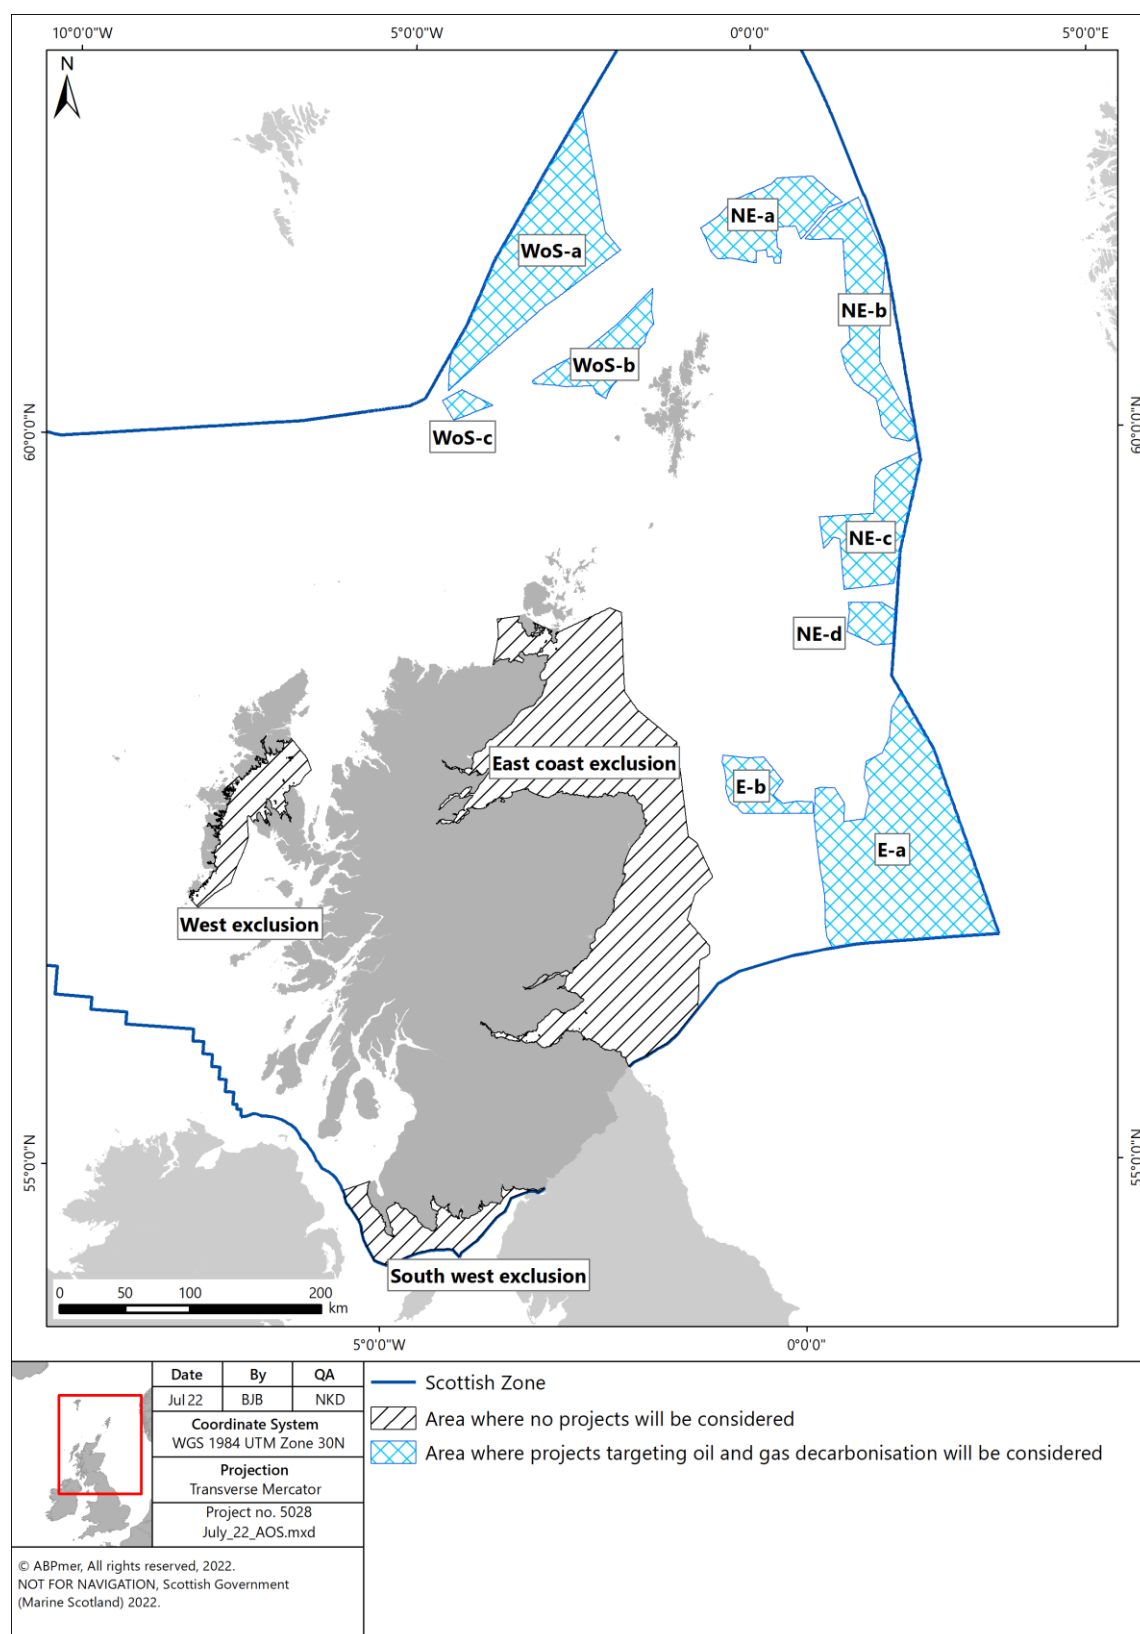 10°0'0"W 5°0'0"W 0°0'0" 5°0'0"E
N
NE-a
WoS-a
NE-b
WoS-b
60°0'0"N 60°0'0"N
WoS-c
NE-c
NE-d
East coast exclusion
E-b
E-a
West exclusion
55°0'0"N 55°0'0"N
South west exclusion
0 50 100 200
km
5°0'0"W 0°0'0"
Date By QA
Jul 22 BJB NKD
Coordinate System
WGS 1984 UTM Zone 30N
Projection
Transverse Mercator
Project no. 5028
July_22_AOS.mxd
© ABPmer, All rights reserved, 2022.
NOT FOR NAVIGATION, Scottish Government
(Marine Scotland) 2022.
Scottish Zone
Area where no projects will be considered
Area where projects targeting oil and gas decarbonisation will be considered